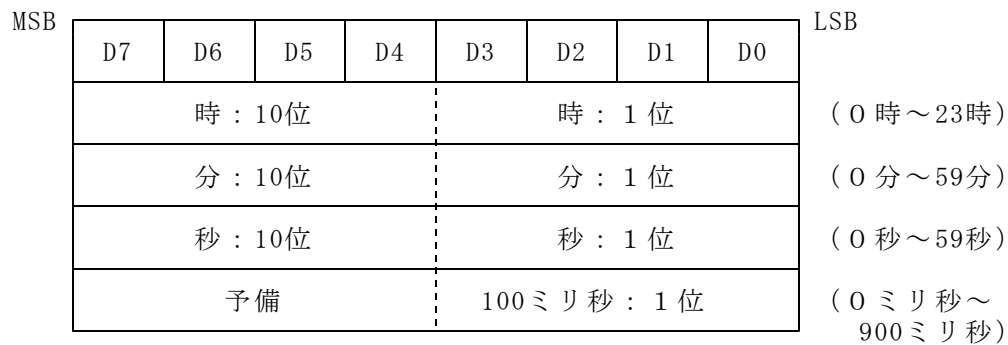 MSB LSB
D7 D6 D5 D4 D3 D2 D1 D0
時：10位 時：１位 (０時～23時)
分：10位 分：１位 (０分～59分)
秒：10位 秒：１位 (０秒～59秒)
予備 100ミリ秒：１位 (０ミリ秒～
900ミリ秒)